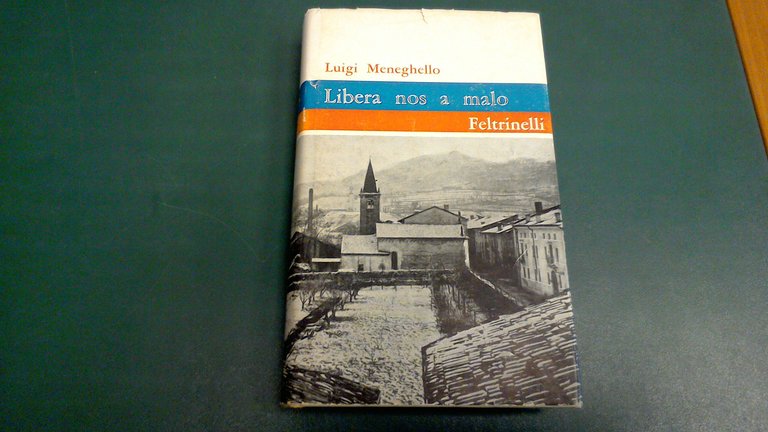 Luigi Meneghello
Libera nos a malo
Feltrinelli